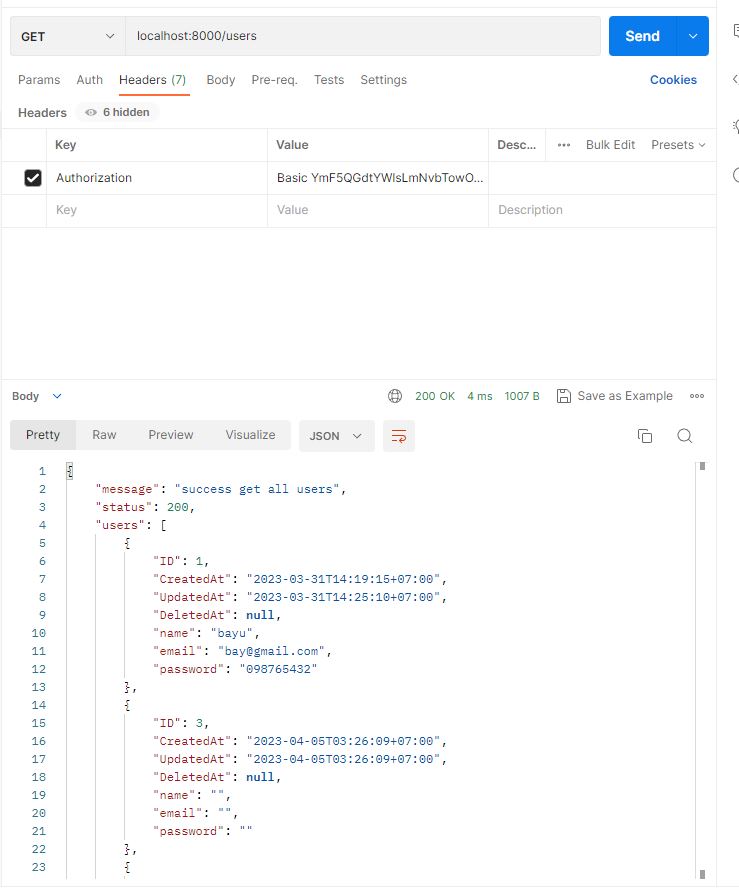 GET localhost:8000/users Send
Params Auth Headers (7) Body Pre-req. Tests Settings Cookies
Headers 6 hidden
Key Value Desc... Bulk Edit Presets
Authorization Basic YmF5QGdtYWlsLmNvbTowO...
Key Value Description
Body 200 OK 4 ms 1007 B Save as Example
Pretty Raw Preview Visualize JSON
1 {
2 "message": "success get all users",
3 "status": 200,
4 "users": [
5 {
6 "ID": 1,
7 "CreatedAt": "2023-03-31T14:19:15+07:00",
8 "UpdatedAt": "2023-03-31T14:25:10+07:00",
9 "DeletedAt": null,
10 "name": "bayu",
11 "email": "bay@gmail.com",
12 "password": "098765432"
13 },
14 {
15 "ID": 3,
16 "CreatedAt": "2023-04-05T03:26:09+07:00",
17 "UpdatedAt": "2023-04-05T03:26:09+07:00",
18 "DeletedAt": null,
19 "name": "",
20 "email": "",
21 "password": ""
22 },
23 {